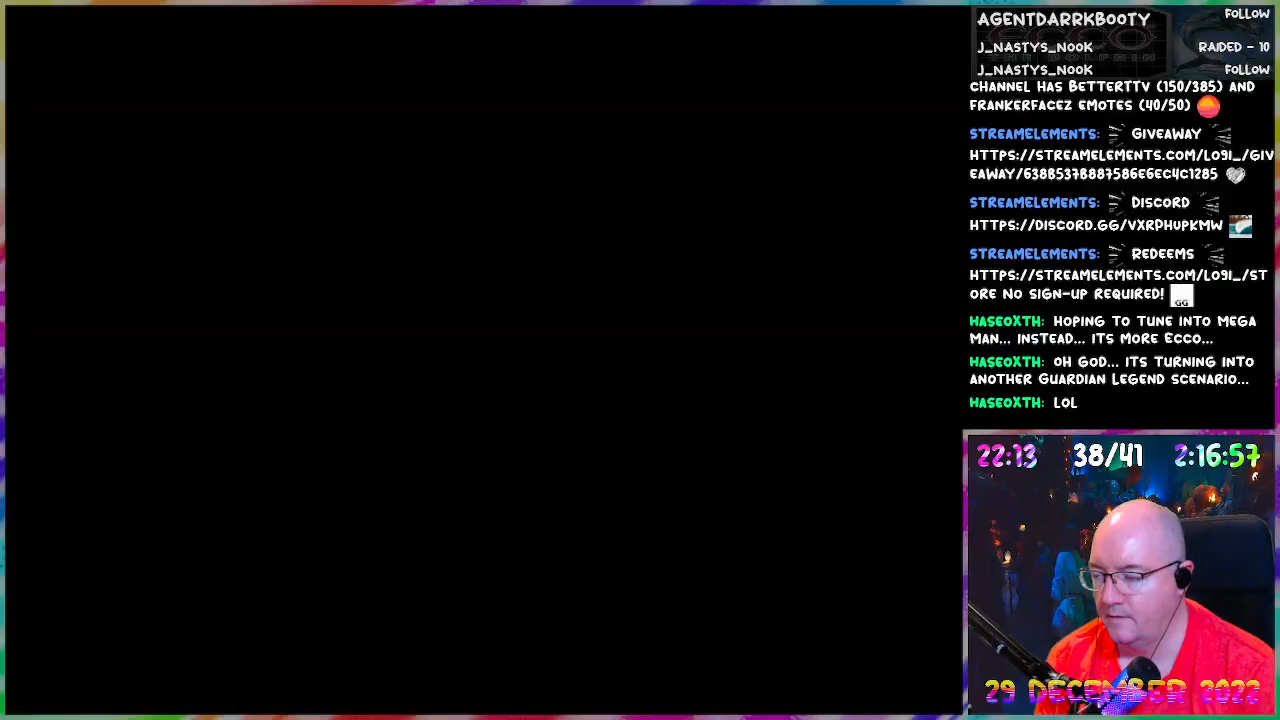 AGENTDARRKBOOTY FOLLOW
J_NASTYS_NOOK RAIDED - 10
J_NASTYS_NOOK FOLLOW
CHANNEL HAS BETTERTTV (150/385) AND
FRANKERFACEZ EMOTES (40/50)
STREAMELEMENTS: GIVEAWAY
HTTPS://STREAMELEMENTS.COM/LO9I_/GIV
EAWAY/638B537B887586E6EC4C1285
STREAMELEMENTS: DISCORD
HTTPS://DISCORD.GG/VXRPHUPKMW
STREAMELEMENTS: REDEEMS
HTTPS://STREAMELEMENTS.COM/LO9I_/ST
ORE NO SIGN-UP REQUIRED! GG
HASEOXTH: HOPING TO TUNE INTO MEGA
MAN... INSTEAD... ITS MORE ECCO...
HASEOXTH: OH GOD... ITS TURNING INTO
ANOTHER GUARDIAN LEGEND SCENARIO...
HASEOXTH: LOL
22:13 38/41 2:16:57
29 DECEMBER 2022